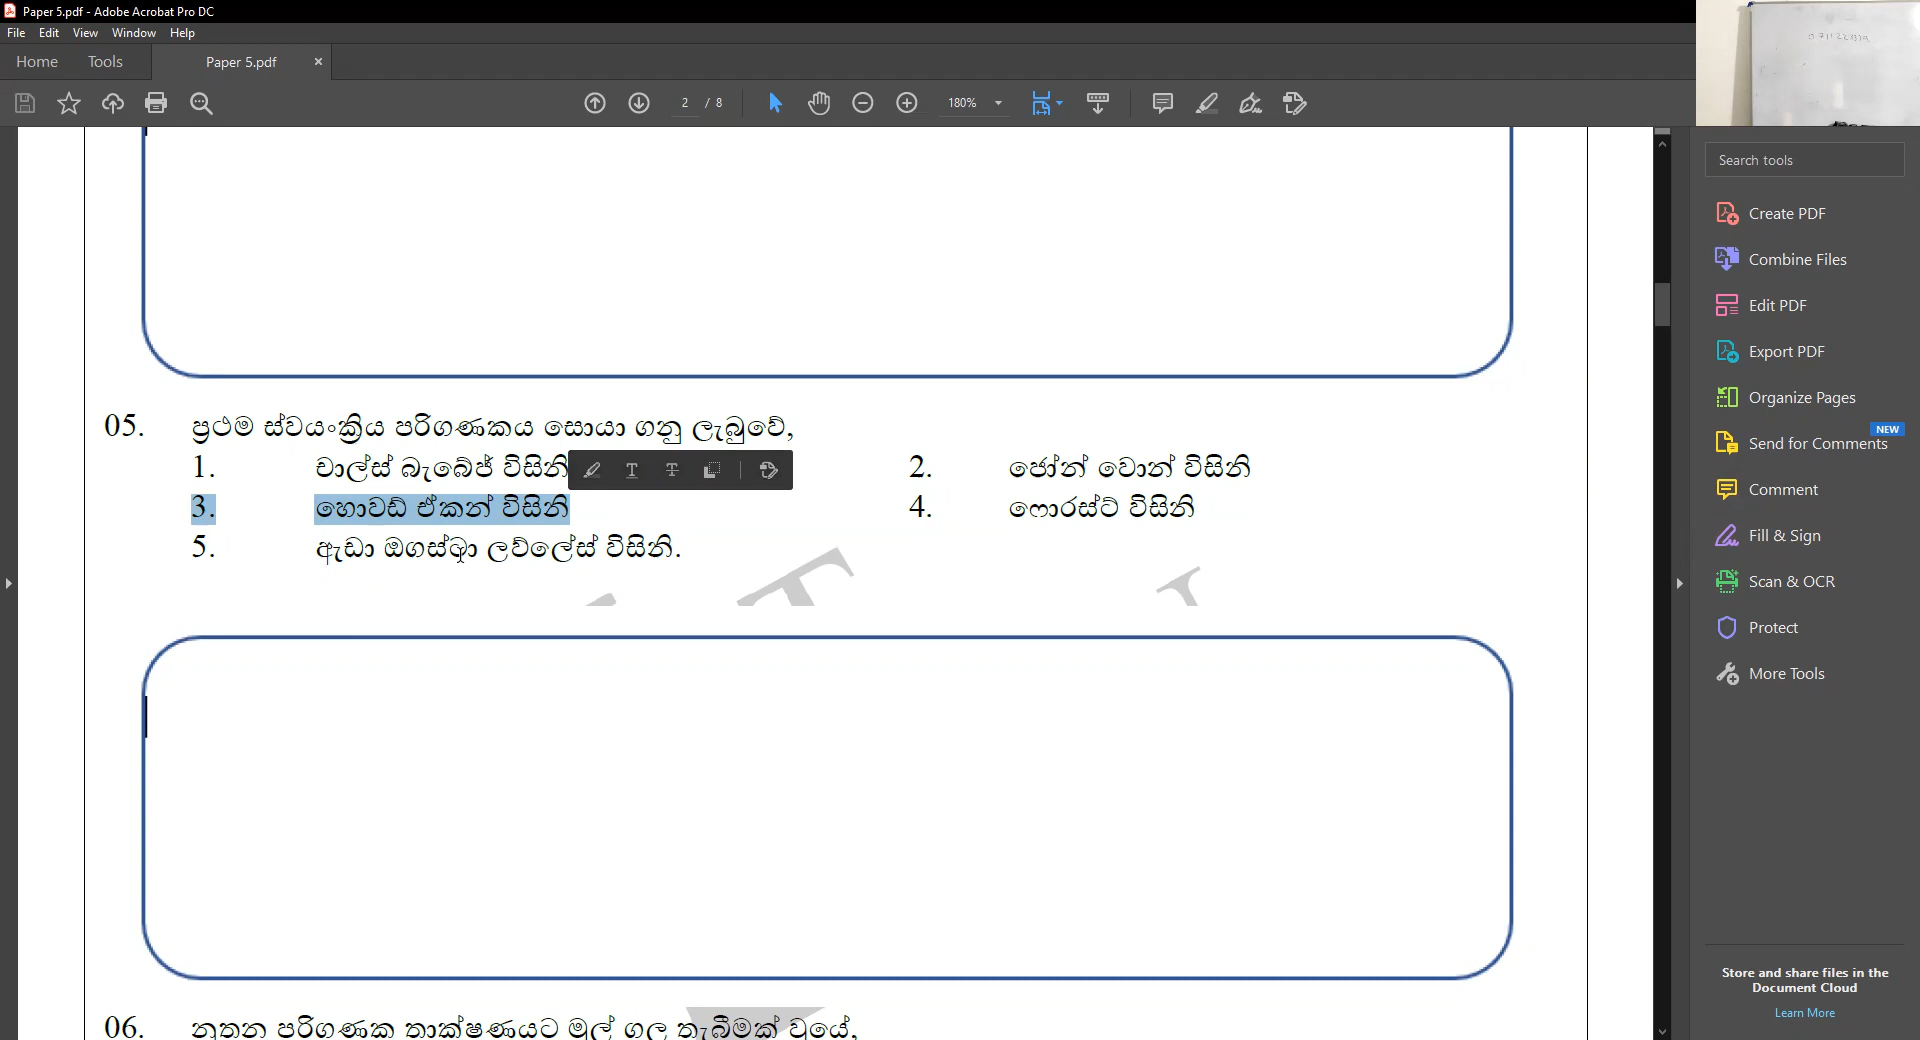 Paper 5.pdf - Adobe Acrobat Pro DC
File Edit View Window Help
Home Tools Paper 5.pdf ×
2 / 8 180%
Search tools
Create PDF
Combine Files
Edit PDF
Export PDF
Organize Pages
NEW
Send for Comments
Comment
Fill & Sign
Scan & OCR
Protect
More Tools
Store and share files in the
Document Cloud
Learn More
05. ප්‍රථම ස්වයංක්‍රිය පරිගණකය සොයා ගනු ලැබුවේ,
1. චාල්ස් බැබේජ් විසිනි 2. ජෝන් වොන් විසිනි
3. හොවඩ් ඒකන් විසිනි 4. ෆොරස්ට් විසිනි
5. ඇඩා ඔගස්ටා ලව්ලේස් විසිනි.
06. නූතන පරිගණක තාක්ෂණයට මුල් ගල තැබීමක් වූයේ,